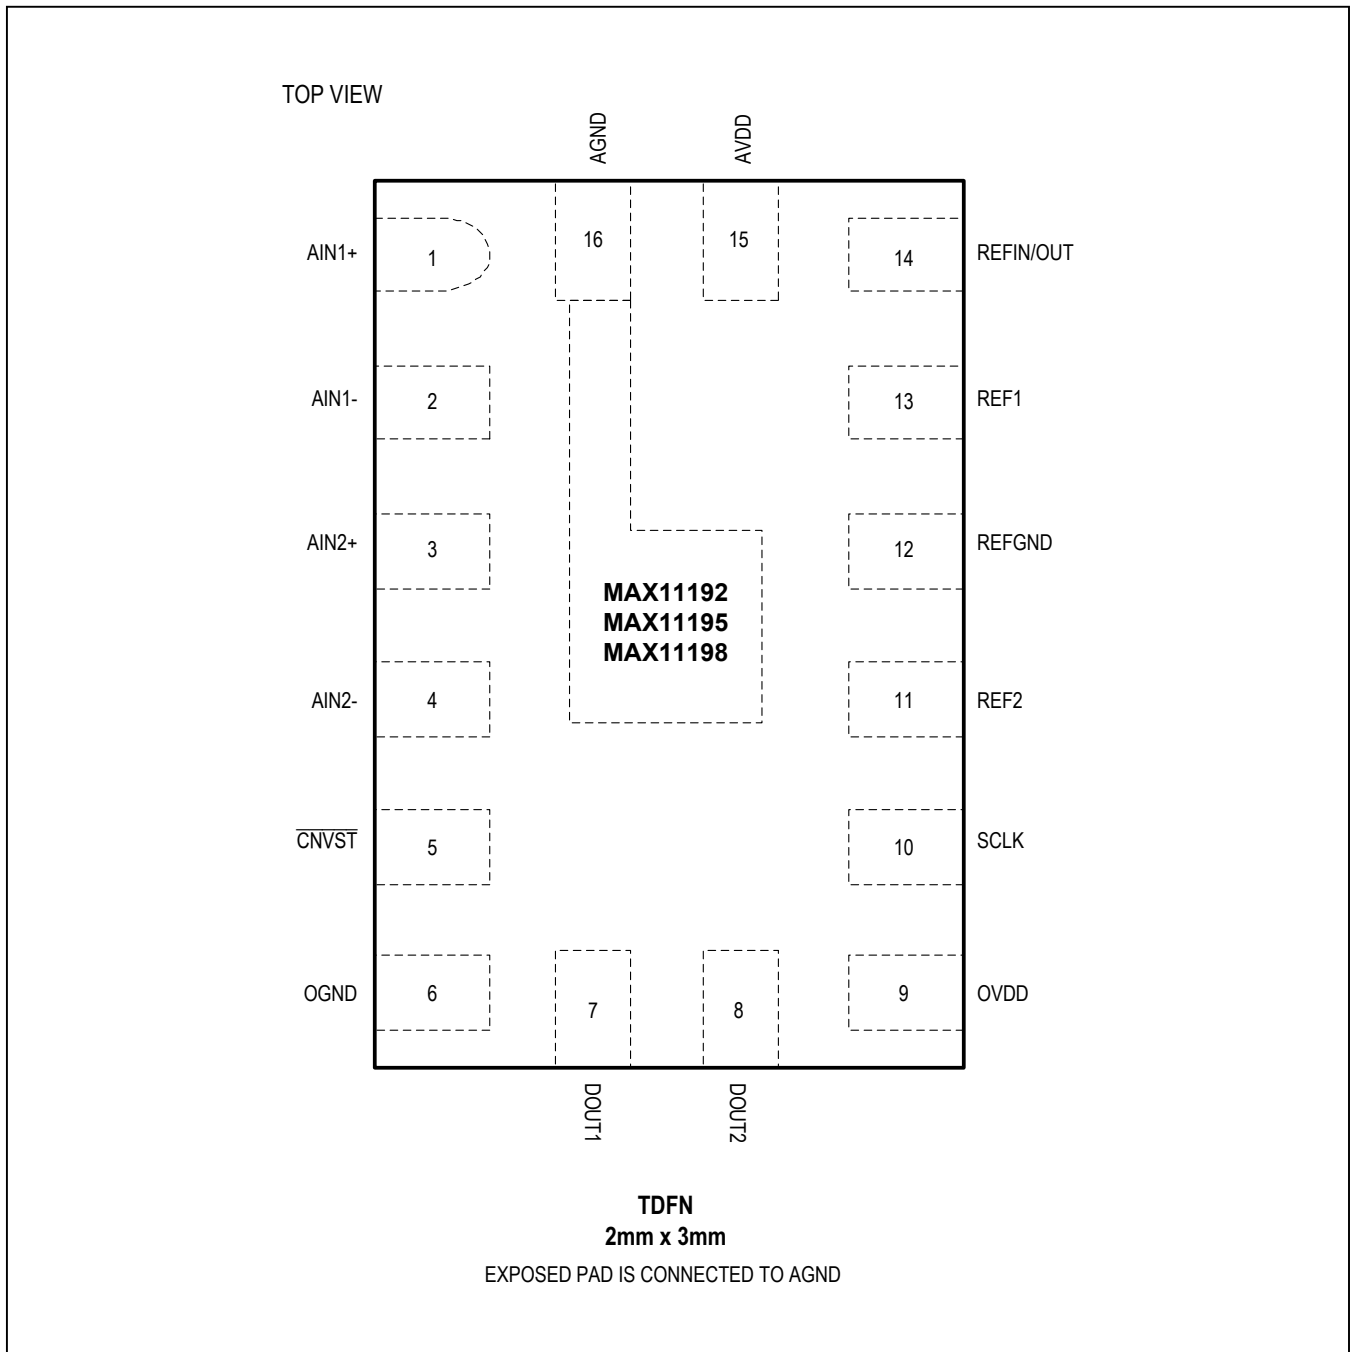 TOP VIEW
AGND
AVDD
AIN1+
1
16
15
14
REFIN/OUT
AIN1-
2
13
REF1
AIN2+
3
12
REFGND
MAX11192
MAX11195
MAX11198
AIN2-
4
11
REF2
C̅N̅V̅S̅T̅
5
10
SCLK
OGND
6
7
8
9
OVDD
DOUT1
DOUT2
TDFN
2mm x 3mm
EXPOSED PAD IS CONNECTED TO AGND